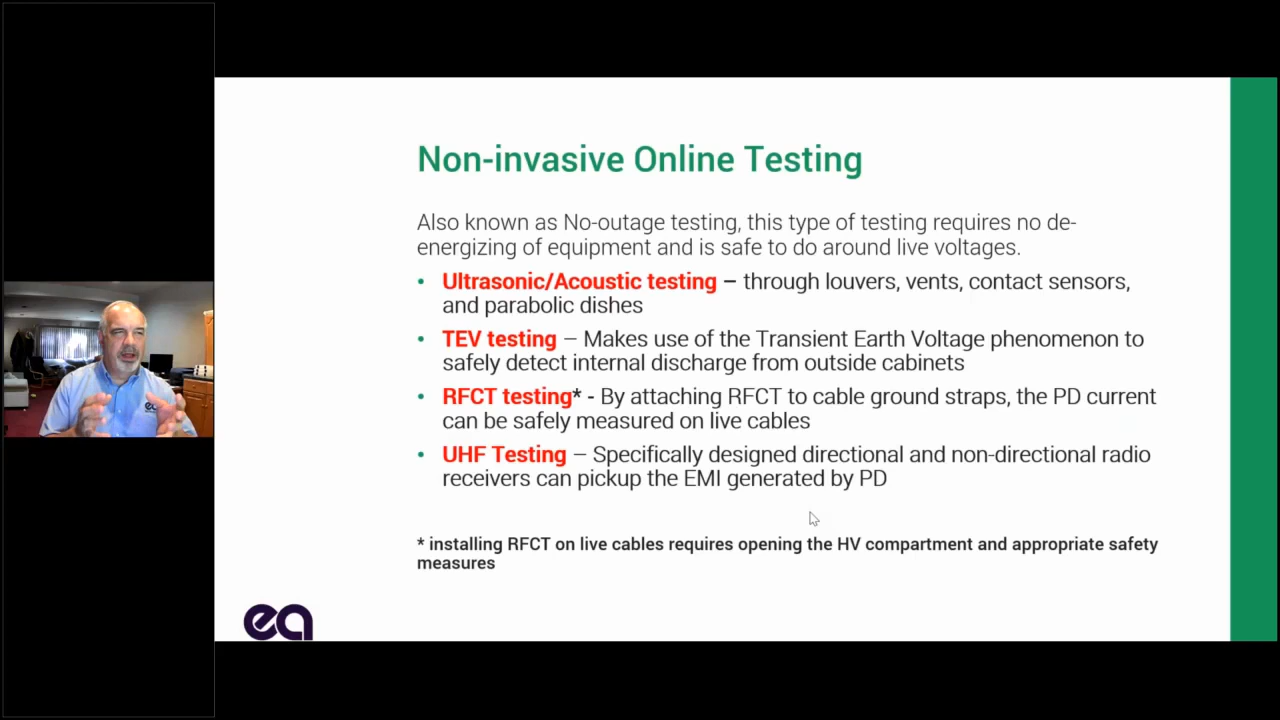 Non-invasive Online Testing
Also known as No-outage testing, this type of testing requires no de-
energizing of equipment and is safe to do around live voltages.
• Ultrasonic/Acoustic testing – through louvers, vents, contact sensors,
and parabolic dishes
• TEV testing – Makes use of the Transient Earth Voltage phenomenon to
safely detect internal discharge from outside cabinets
• RFCT testing* - By attaching RFCT to cable ground straps, the PD current
can be safely measured on live cables
• UHF Testing – Specifically designed directional and non-directional radio
receivers can pickup the EMI generated by PD
* installing RFCT on live cables requires opening the HV compartment and appropriate safety
measures
ea